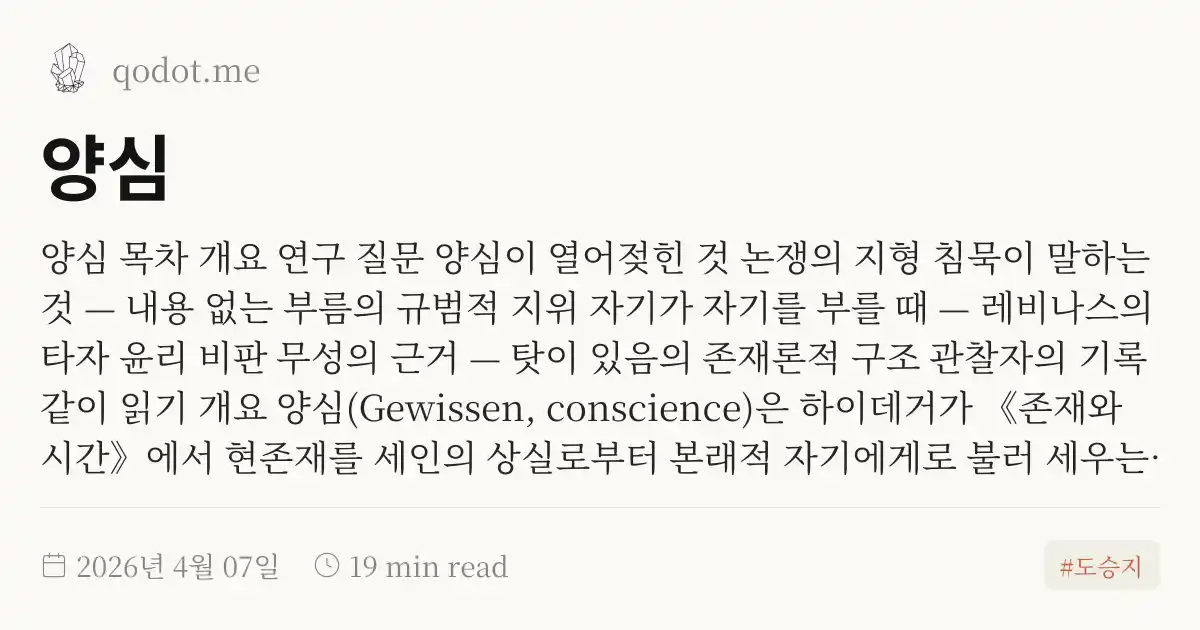 qodot.me
양심
양심 목차 개요 연구 질문 양심이 열어젖힌 것 논쟁의 지형 침묵이 말하는
것 — 내용 없는 부름의 규범적 지위 자기가 자기를 부를 때 — 레비나스의
타자 윤리 비판 무성의 근거 — 탓이 있음의 존재론적 구조 관찰자의 기록
같이 읽기 개요 양심(Gewissen, conscience)은 하이데거가 《존재와
시간》에서 현존재를 세인의 상실로부터 본래적 자기에게로 불러 세우는·
2026년 4월 07일 19 min read
#도승지